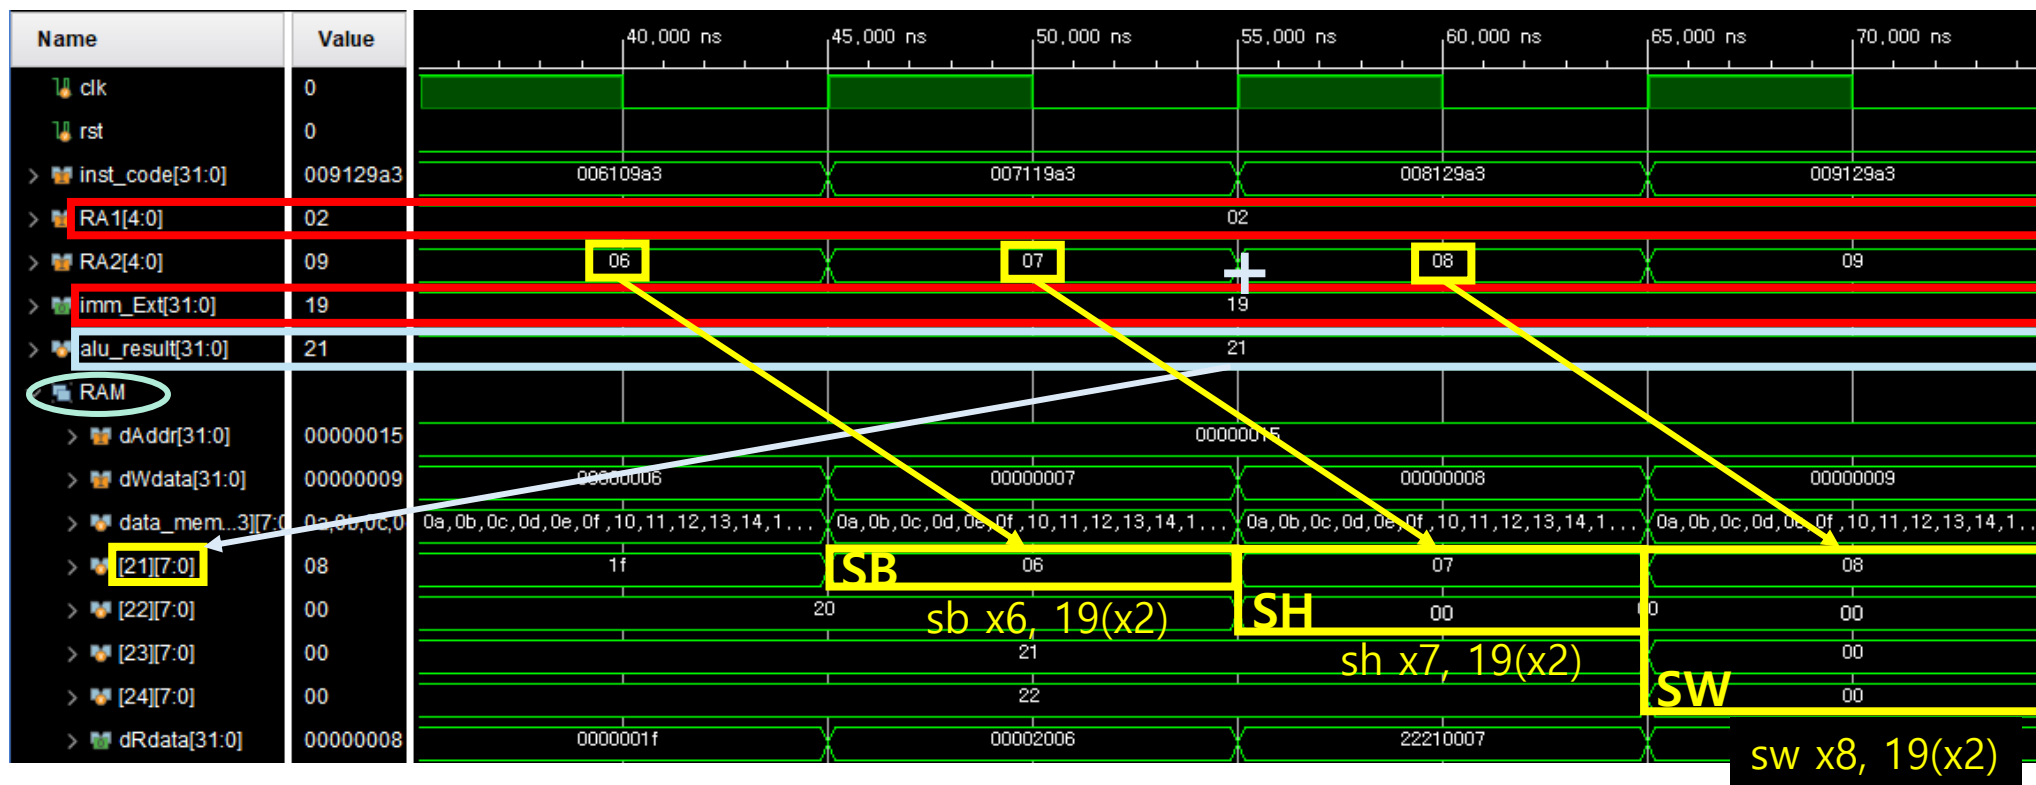 Name Value 40,000 ns 45,000 ns 50,000 ns 55,000 ns 60,000 ns 65,000 ns 70,000 ns
clk 0
rst 0
inst_code[31:0] 009129a3 006109a3 007119a3 008129a3 009129a3
RA1[4:0] 02 02
RA2[4:0] 09 06 07 08 09
imm_Ext[31:0] 19 19
alu_result[31:0] 21 21
RAM
dAddr[31:0] 00000015 00000015
dWdata[31:0] 00000009 00000006 00000007 00000008 00000009
data_mem...3][7:0 0a,0b,0c,0 0a,0b,0c,0d,0e,0f,10,11,12,13,14,1... 0a,0b,0c,0d,0e,0f,10,11,12,13,14,1... 0a,0b,0c,0d,0e,0f,10,11,12,13,14,1... 0a,0b,0c,0d,0e,0f,10,11,12,13,14,1..
[21][7:0] 08 1f SB 06 07 08
[22][7:0] 00 20 sb x6, 19(x2) SH 00 00
[23][7:0] 00 21 sh x7, 19(x2) 00
[24][7:0] 00 22 SW 00
dRdata[31:0] 00000008 0000001f 00002006 22210007
sw x8, 19(x2)